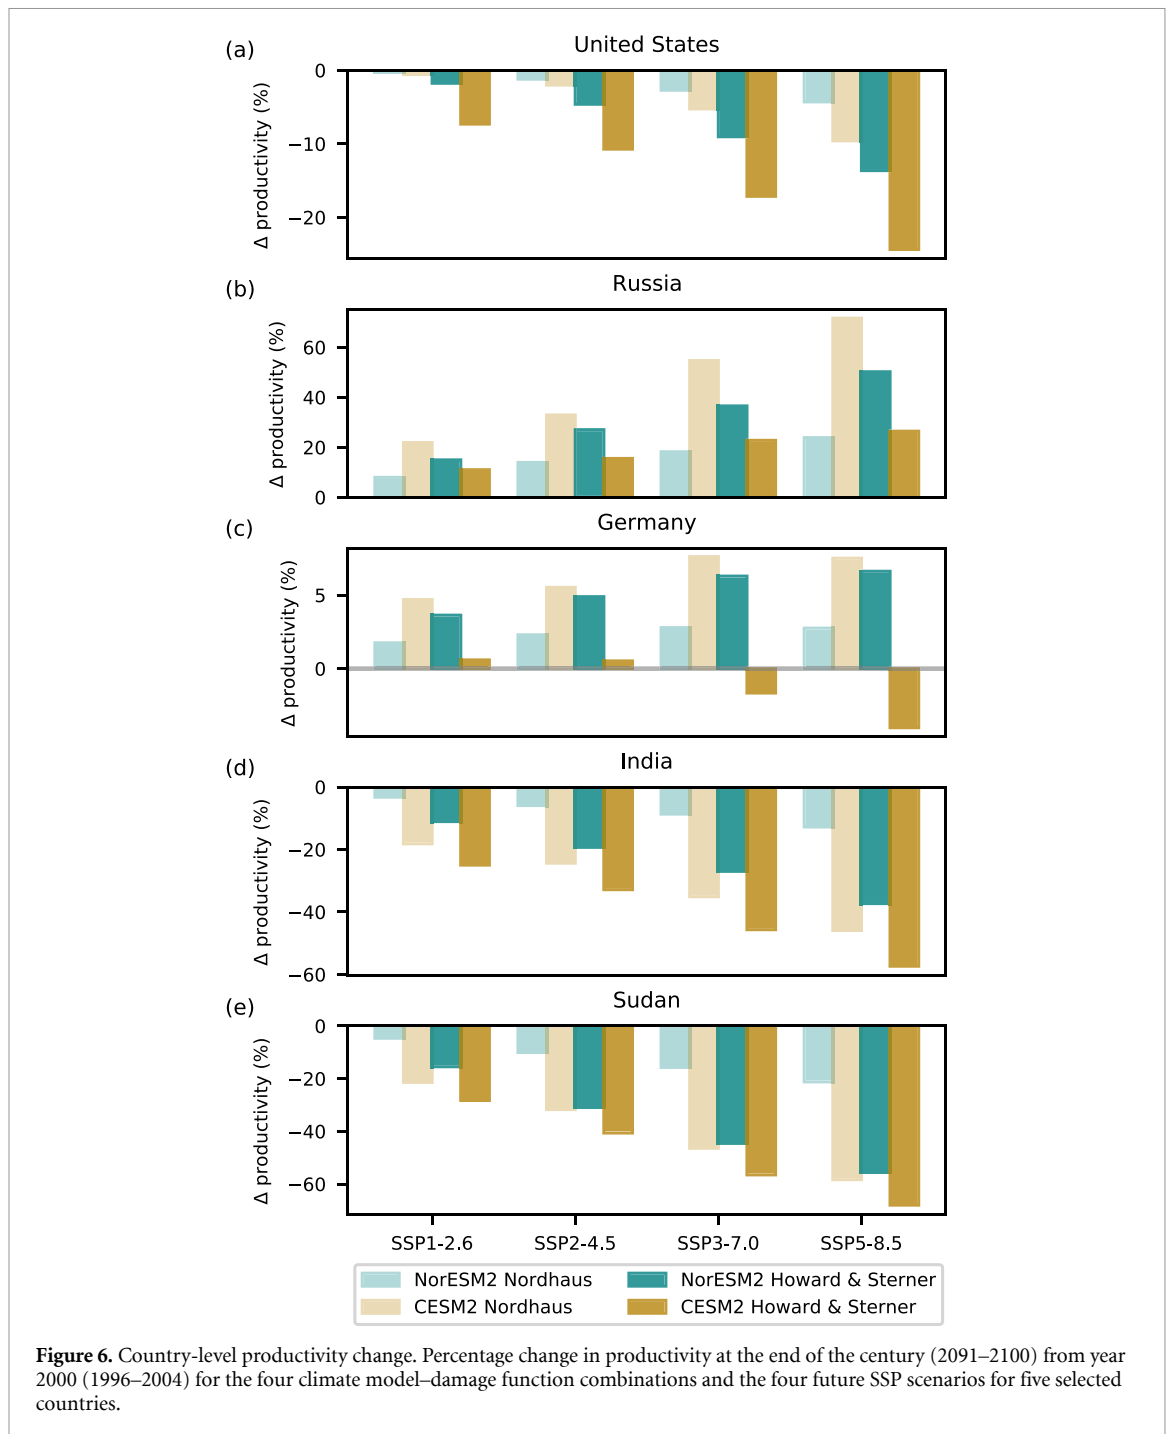 (a)
United States
Δ productivity (%)
0
−10
−20
(b)
Russia
Δ productivity (%)
60
40
20
0
(c)
Germany
Δ productivity (%)
5
0
(d)
India
Δ productivity (%)
0
−20
−40
−60
(e)
Sudan
Δ productivity (%)
0
−20
−40
−60
SSP1-2.6 SSP2-4.5 SSP3-7.0 SSP5-8.5
NorESM2 Nordhaus NorESM2 Howard & Sterner
CESM2 Nordhaus CESM2 Howard & Sterner
Figure 6. Country-level productivity change. Percentage change in productivity at the end of the century (2091–2100) from year
2000 (1996–2004) for the four climate model–damage function combinations and the four future SSP scenarios for five selected
countries.